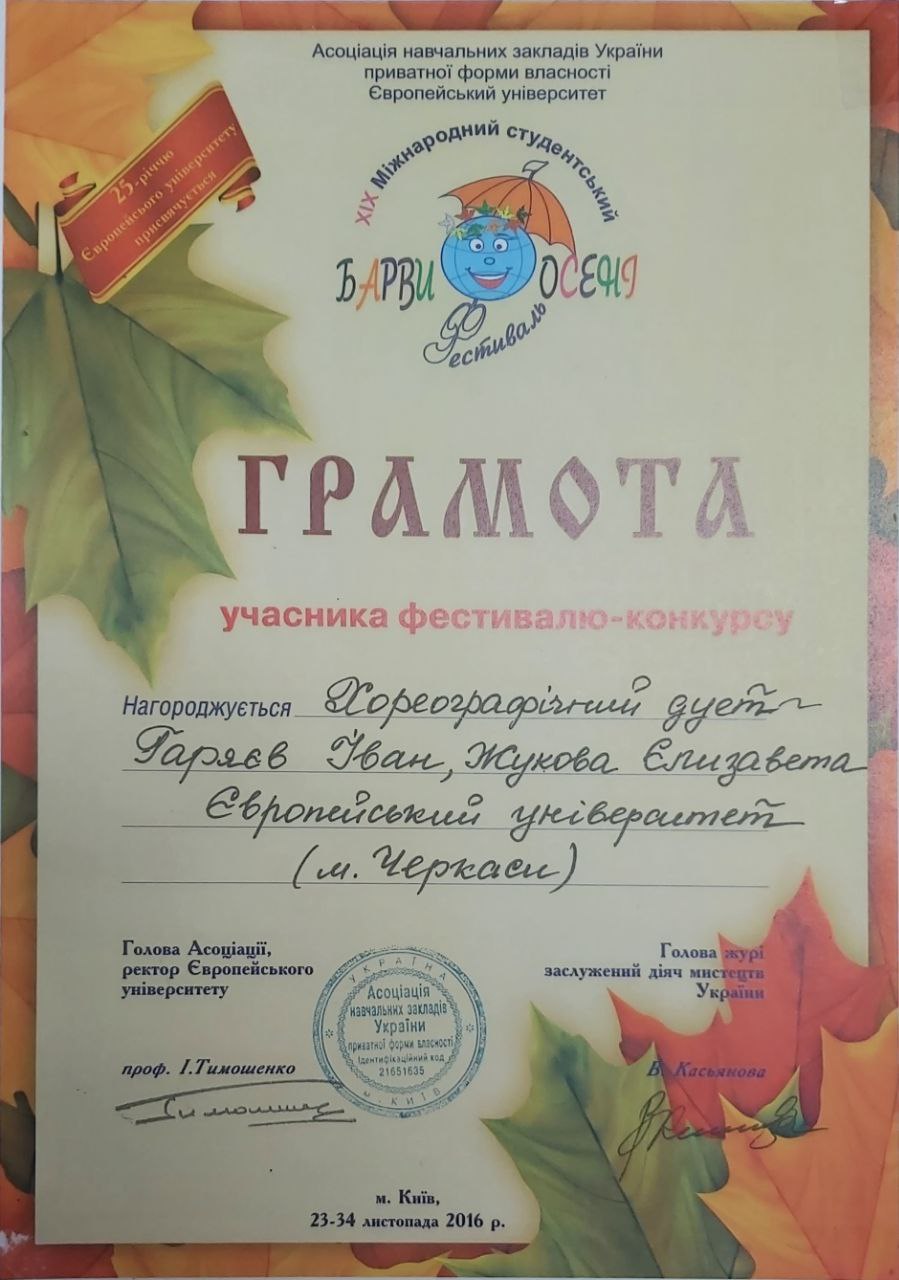 Асоціація навчальних закладів України
приватної форми власності
Європейський університет
25-річчю
Європейського університету
присвячується
XIX Міжнародний студентський
БАРВИ ОСЕНІ
Фестиваль
ГРАМОТА
учасника фестивалю-конкурсу
Нагороджується Хореографічний дует
Гаряєв Іван, Жукова Єлизавета
Європейський університет
(м. Черкаси)
Голова Асоціації,
ректор Європейського
університету
проф. І.Тимошенко
УКРАЇНА
Асоціація
навчальних закладів
України
приватної форми власності
Ідентифікаційний код
21651635
м. КИЇВ
Голова журі
заслужений діяч мистецтв
України
В. Касьянова
м. Київ,
23-34 листопада 2016 р.